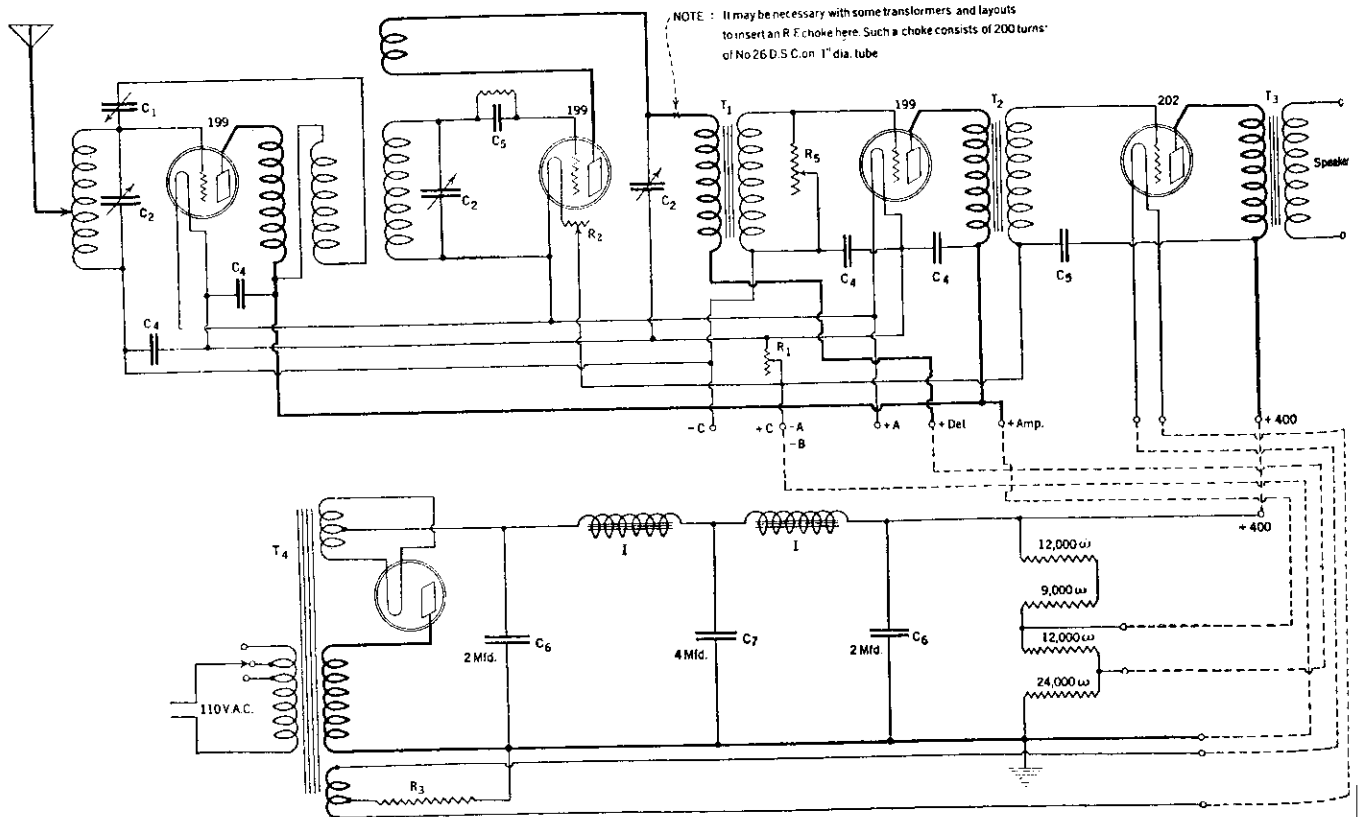 NOTE : It may be necessary with some transformers and layouts
to insert an R F choke here. Such a choke consists of 200 turns
of No 26 D.S.C. on 1" dia. tube
C1
199
C2
C4
C4
C5
199
C2
R2
C2
T1
R5
199
C4
C4
T2
202
C5
T3
Speaker
R1
- C
+ C
- A
- B
+ A
+ Det
+ Amp.
+ 400
T4
110 V. A.C.
I
I
C6
2 Mfd.
C7
4 Mfd.
C6
2 Mfd.
R3
+ 400
12,000 ω
9,000 ω
12,000 ω
24,000 ω